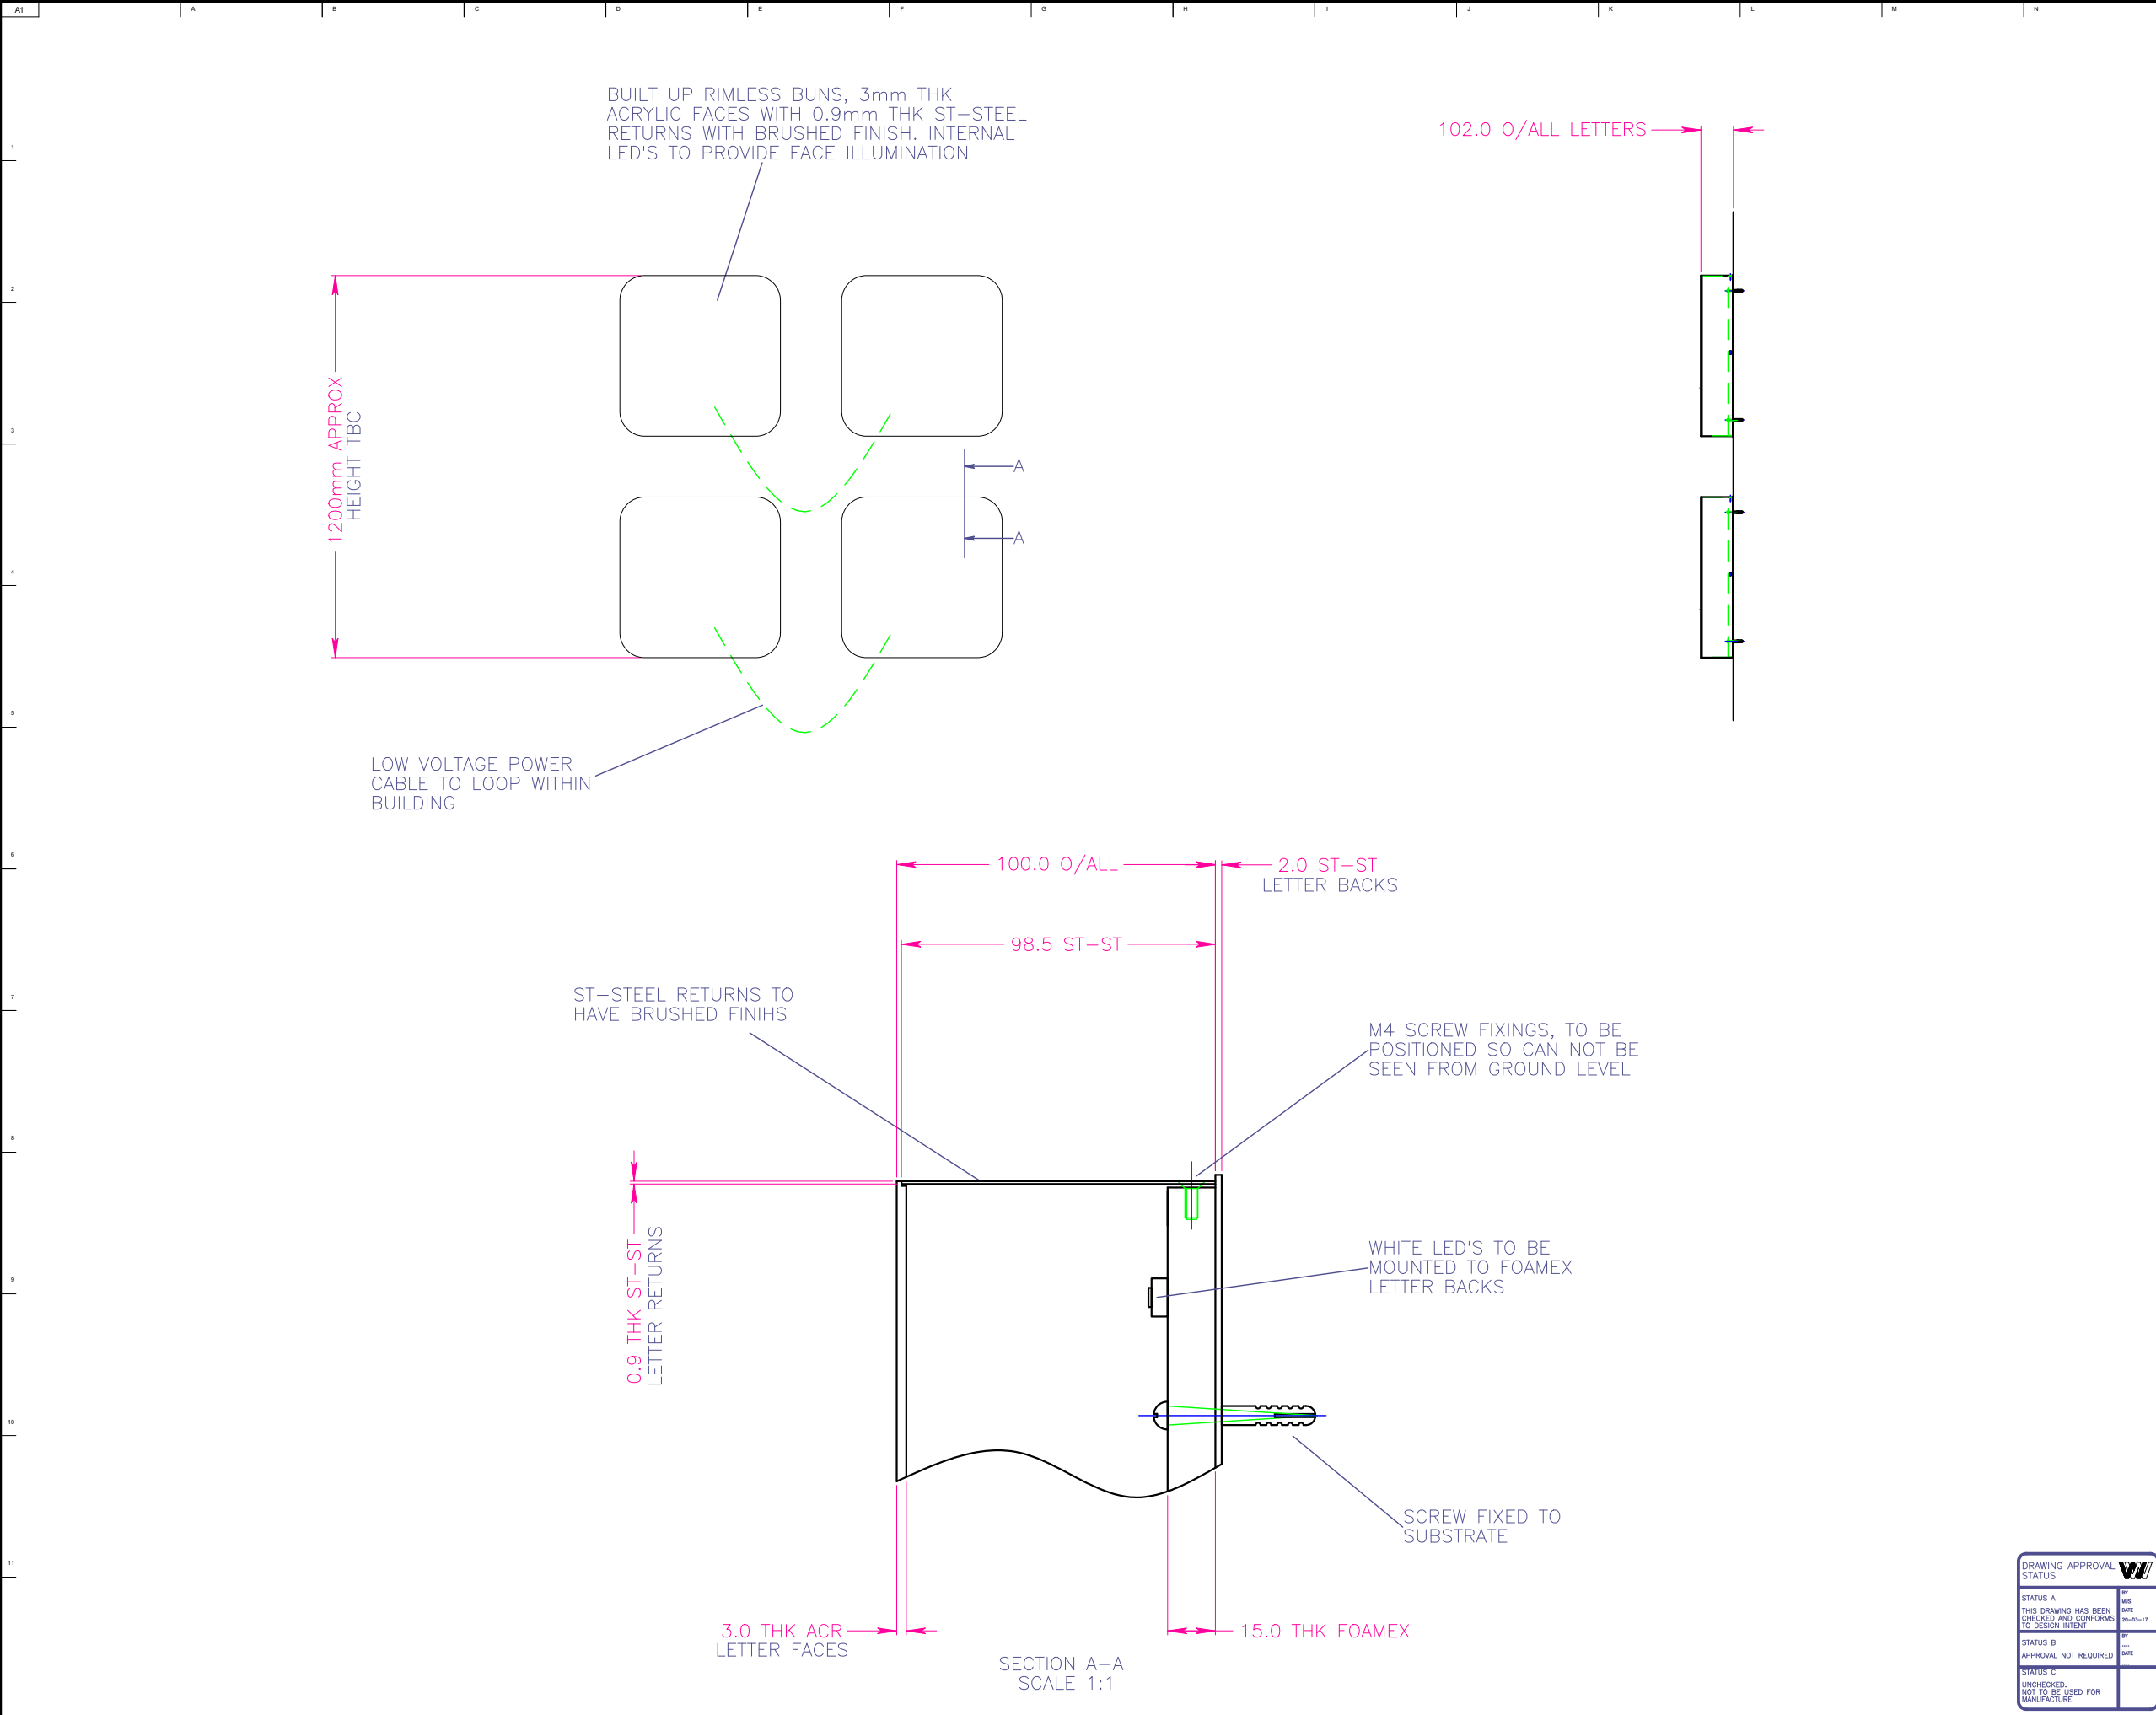 A1
A B C D E F G H I J K L M N
BUILT UP RIMLESS BUNS, 3mm THK
ACRYLIC FACES WITH 0.9mm THK ST-STEEL
RETURNS WITH BRUSHED FINISH. INTERNAL
LED'S TO PROVIDE FACE ILLUMINATION
102.0 O/ALL LETTERS
1
2
3
4
5
6
7
8
9
10
11
1200mm APPROX
HEIGHT TBC
A
A
LOW VOLTAGE POWER
CABLE TO LOOP WITHIN
BUILDING
100.0 O/ALL
2.0 ST-ST
LETTER BACKS
98.5 ST-ST
ST-STEEL RETURNS TO
HAVE BRUSHED FINIHS
M4 SCREW FIXINGS, TO BE
POSITIONED SO CAN NOT BE
SEEN FROM GROUND LEVEL
0.9 THK ST-ST
LETTER RETURNS
WHITE LED'S TO BE
MOUNTED TO FOAMEX
LETTER BACKS
SCREW FIXED TO
SUBSTRATE
3.0 THK ACR
LETTER FACES
15.0 THK FOAMEX
SECTION A-A
SCALE 1:1
DRAWING APPROVAL
STATUS
STATUS A
THIS DRAWING HAS BEEN
CHECKED AND CONFORMS
TO DESIGN INTENT
BY
MJS
DATE
20-03-17
STATUS B
APPROVAL NOT REQUIRED
BY
....
DATE
....
STATUS C
UNCHECKED.
NOT TO BE USED FOR
MANUFACTURE